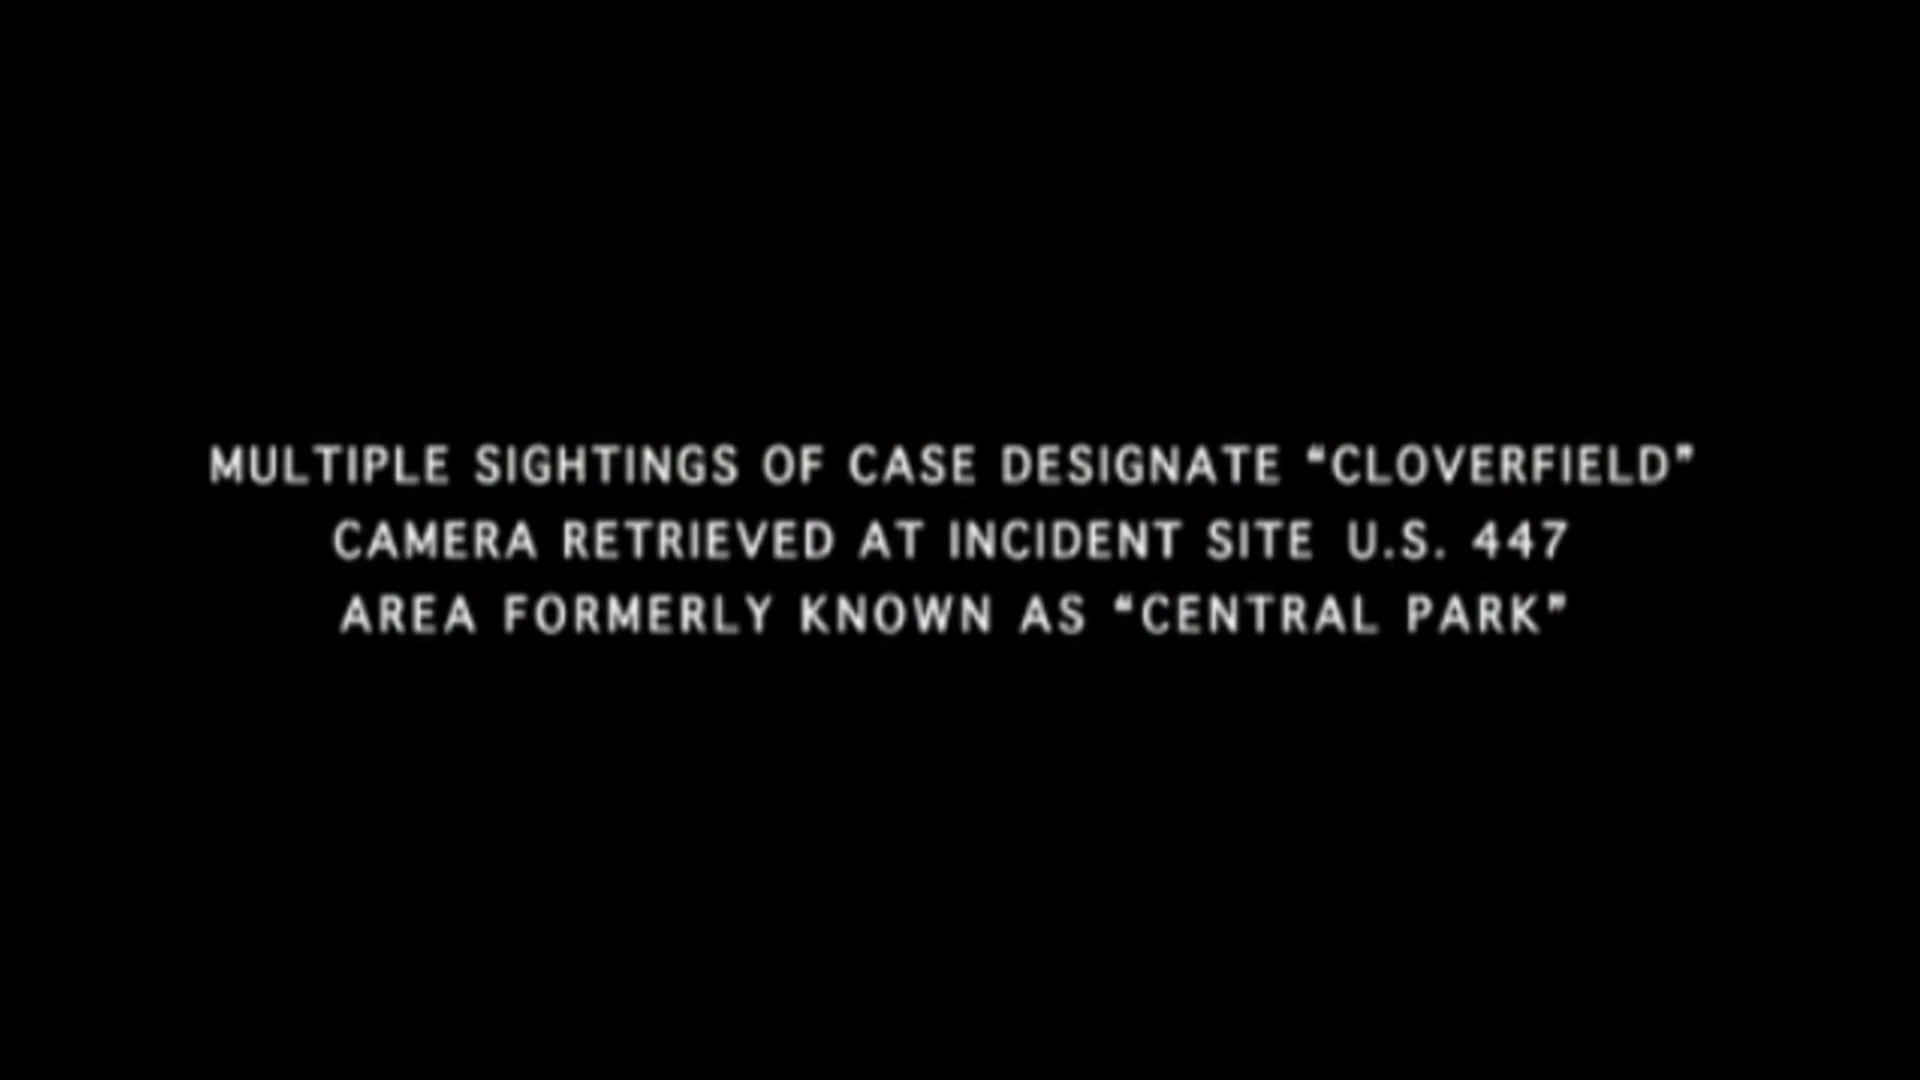 MULTIPLE SIGHTINGS OF CASE DESIGNATE “CLOVERFIELD”
CAMERA RETRIEVED AT INCIDENT SITE U.S. 447
AREA FORMERLY KNOWN AS “CENTRAL PARK”